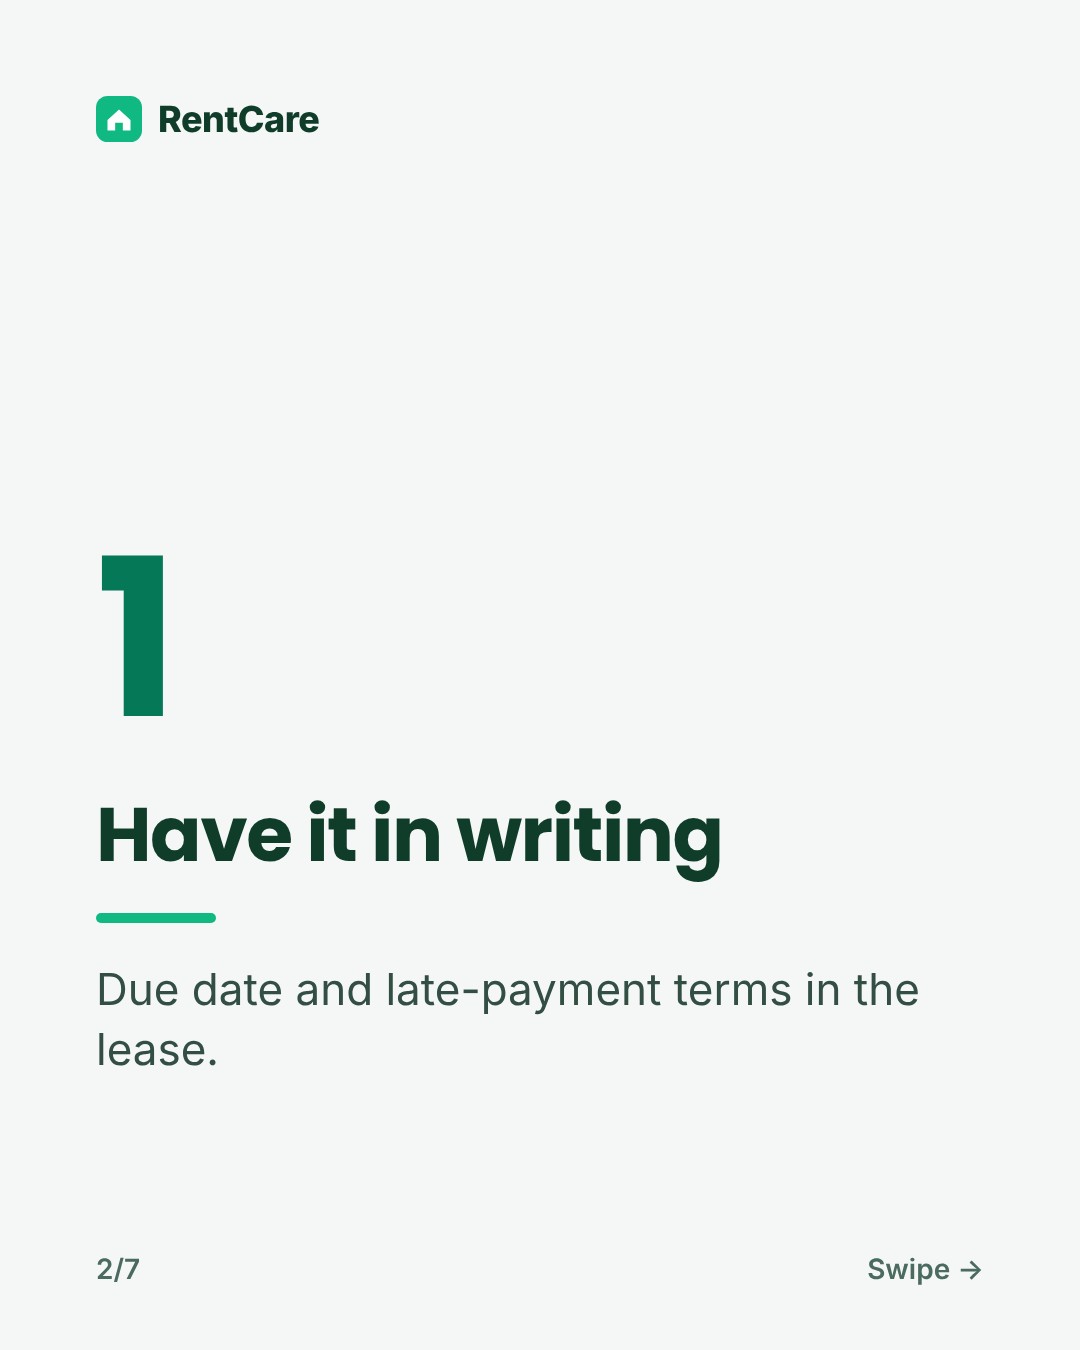 RentCare
1
Have it in writing
Due date and late-payment terms in the
lease.
2/7
Swipe →